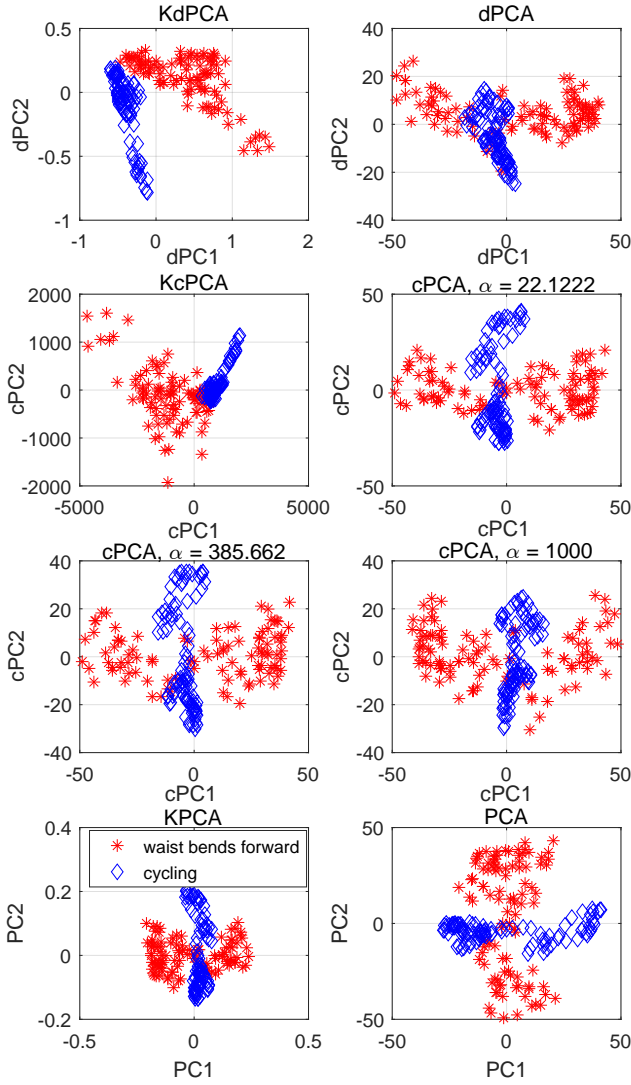 KdPCA
dPCA
0.5
0
-0.5
-1
-1
0
1
2
dPC2
dPC1
40
20
0
-20
-40
-50
0
50
dPC2
dPC1
KcPCA
cPCA, α = 22.1222
2000
1000
0
-1000
-2000
-5000
0
5000
cPC2
cPC1
50
0
-50
-50
0
50
cPC2
cPC1
cPCA, α = 385.662
cPCA, α = 1000
40
20
0
-20
-40
-50
0
50
cPC2
cPC1
40
20
0
-20
-40
-50
0
50
cPC2
cPC1
KPCA
PCA
waist bends forward
cycling
0.4
0.2
0
-0.2
-0.5
0
0.5
PC2
PC1
50
0
-50
-50
0
50
PC2
PC1